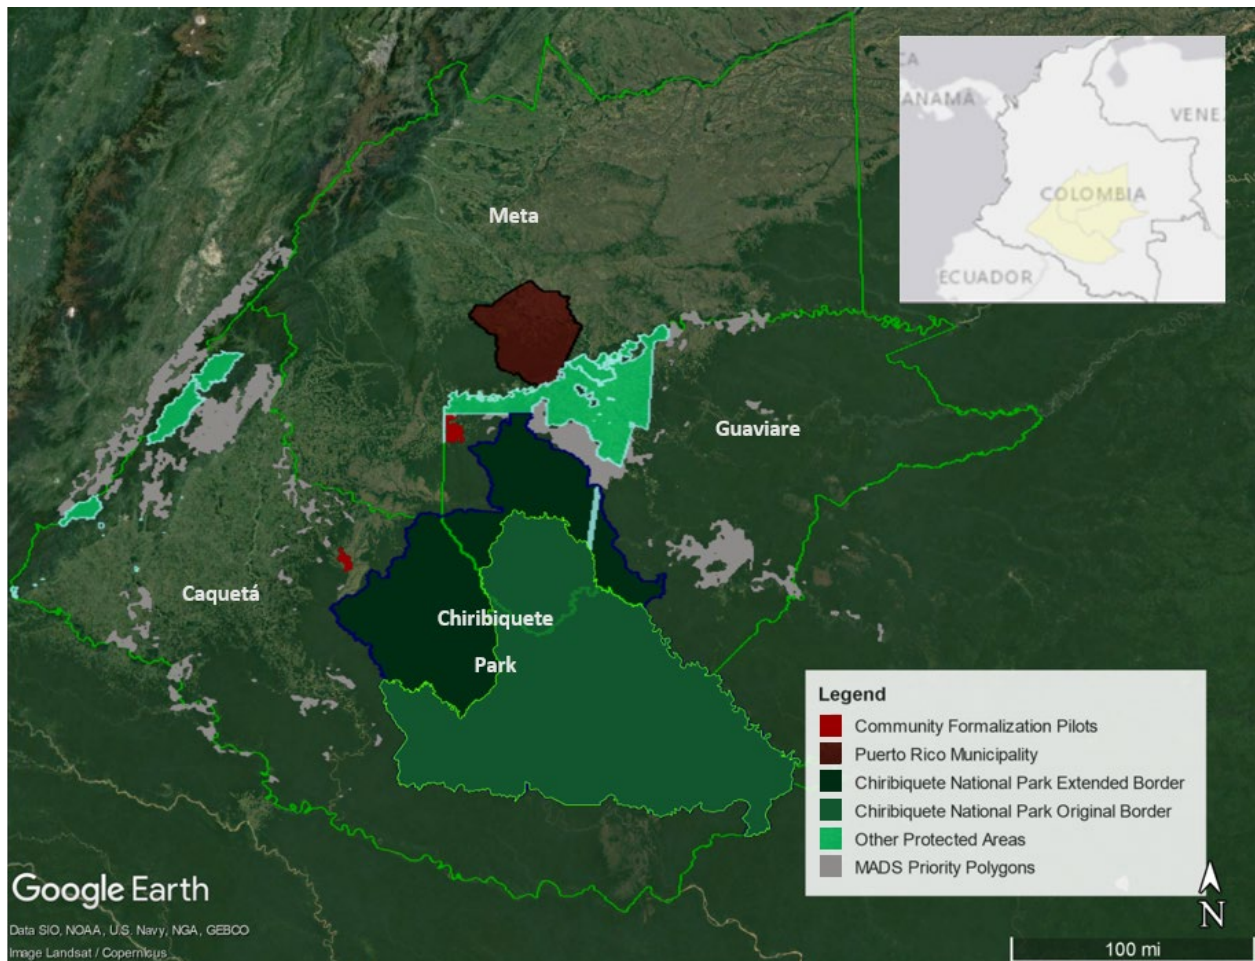 ANAMÁ
VENEZ
COLOMBIA
ECUADOR
Meta
Guaviare
Caquetá
Chiribiquete
Park
Legend
Community Formalization Pilots
Puerto Rico Municipality
Chiribiquete National Park Extended Border
Chiribiquete National Park Original Border
Other Protected Areas
MADS Priority Polygons
Google Earth
N
Data SIO, NOAA, U.S. Navy, NGA, GEBCO
Image Landsat / Copernicus
100 mi